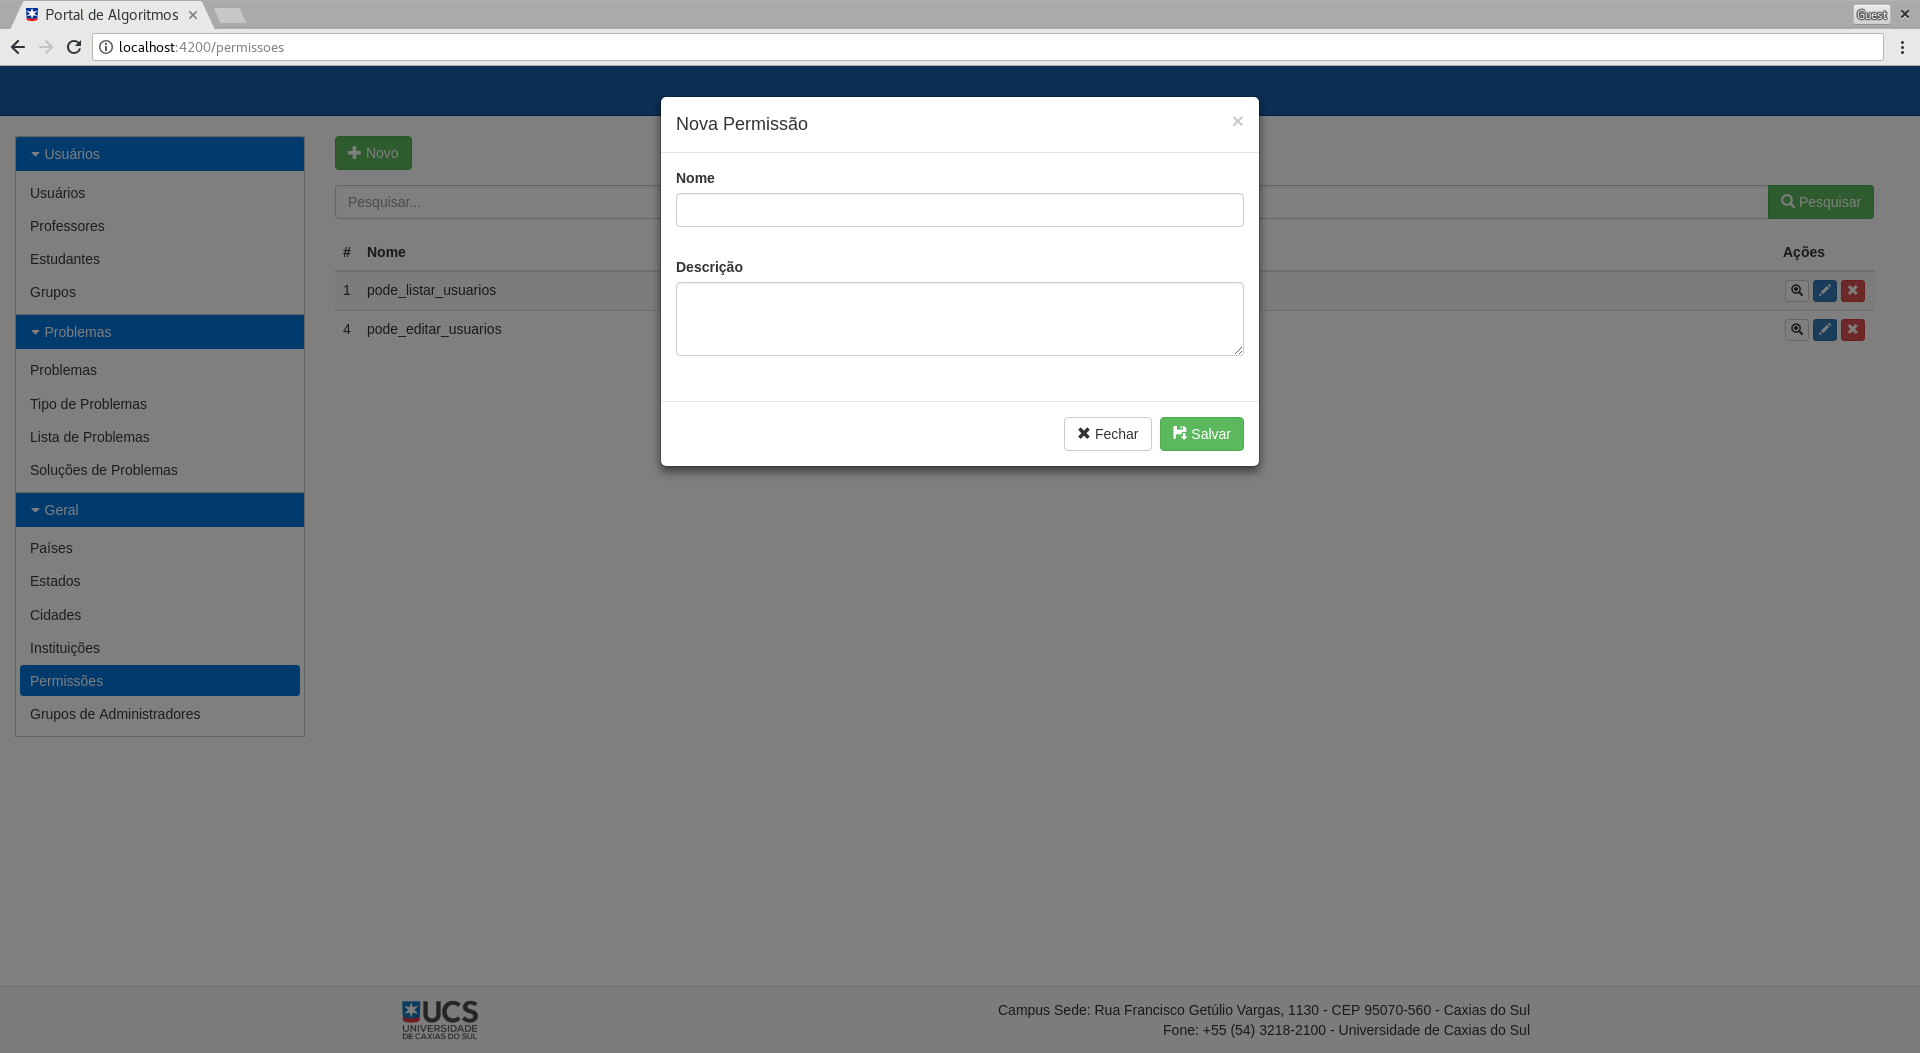 Portal de Algoritmos
Guest
localhost:4200/permissoes
Nova Permissão
Nome
Descrição
Fechar
Salvar
Usuários
Usuários
Professores
Estudantes
Grupos
Problemas
Problemas
Tipo de Problemas
Lista de Problemas
Soluções de Problemas
Geral
Países
Estados
Cidades
Instituições
Permissões
Grupos de Administradores
Novo
Pesquisar...
Pesquisar
# Nome Ações
1 pode_listar_usuarios
4 pode_editar_usuarios
UCS
UNIVERSIDADE
DE CAXIAS DO SUL
Campus Sede: Rua Francisco Getúlio Vargas, 1130 - CEP 95070-560 - Caxias do Sul
Fone: +55 (54) 3218-2100 - Universidade de Caxias do Sul